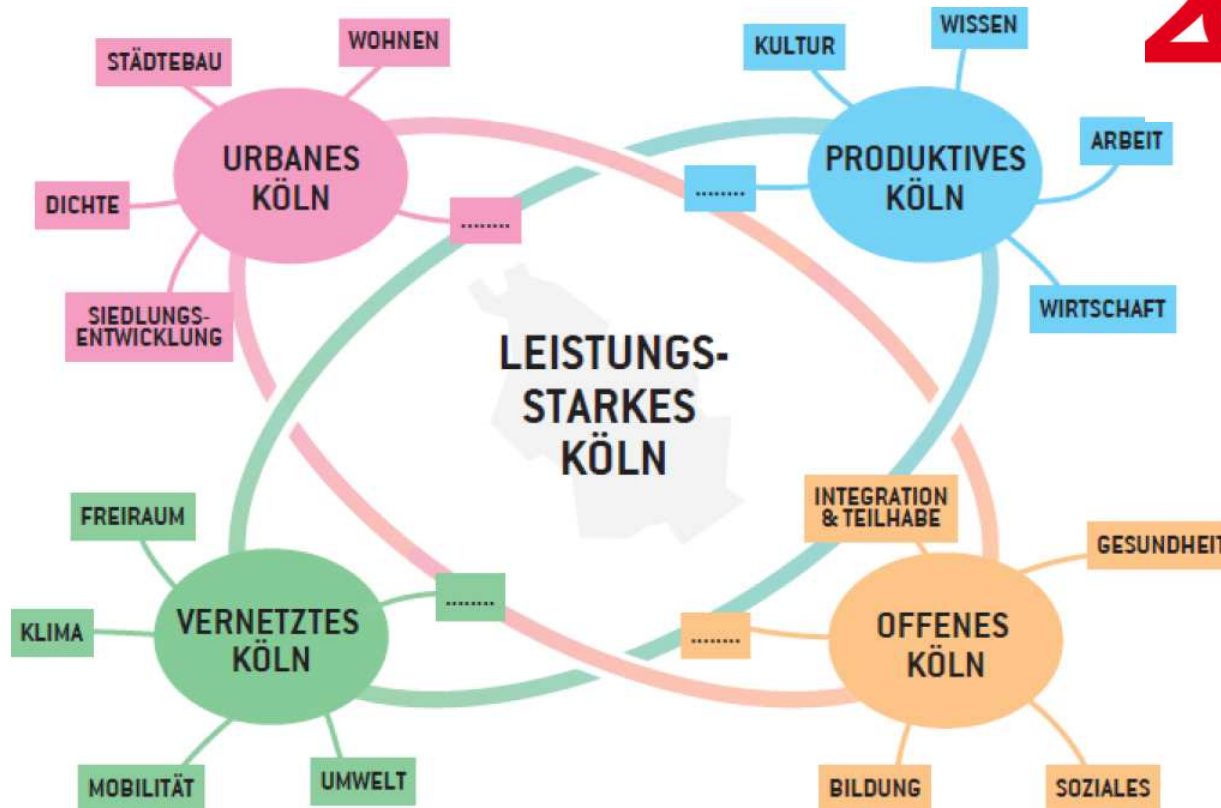 STÄDTEBAU
WOHNEN
URBANES
KÖLN
DICHTE
........
SIEDLUNGS-
ENTWICKLUNG
KULTUR
WISSEN
PRODUKTIVES
KÖLN
ARBEIT
........
WIRTSCHAFT
LEISTUNGS-
STARKES
KÖLN
FREIRAUM
VERNETZTES
KÖLN
........
KLIMA
MOBILITÄT
UMWELT
INTEGRATION
& TEILHABE
GESUNDHEIT
OFFENES
KÖLN
........
BILDUNG
SOZIALES